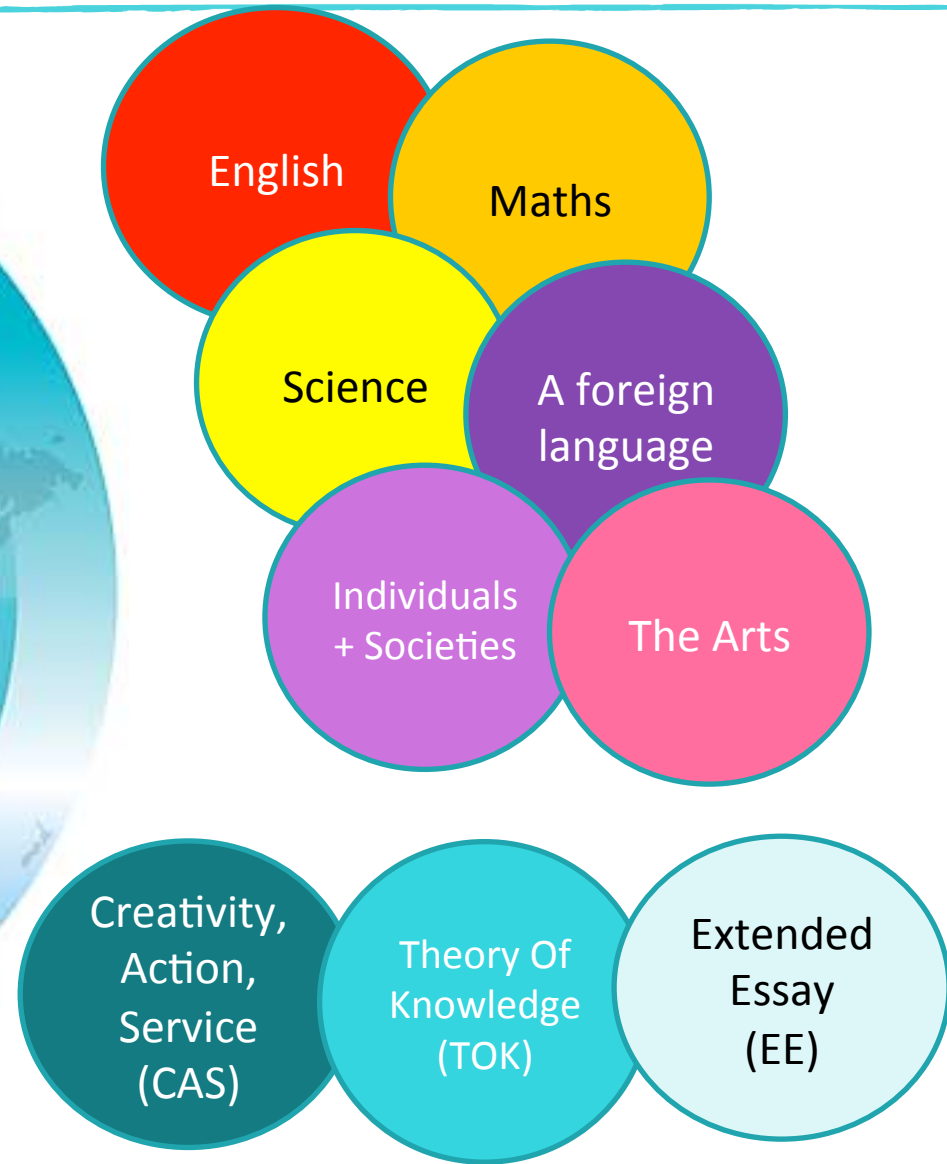 English
Maths
Science
A foreign
language
Individuals
+ Societies
The Arts
Creativity,
Action,
Service
(CAS)
Theory Of
Knowledge
(TOK)
Extended
Essay
(EE)